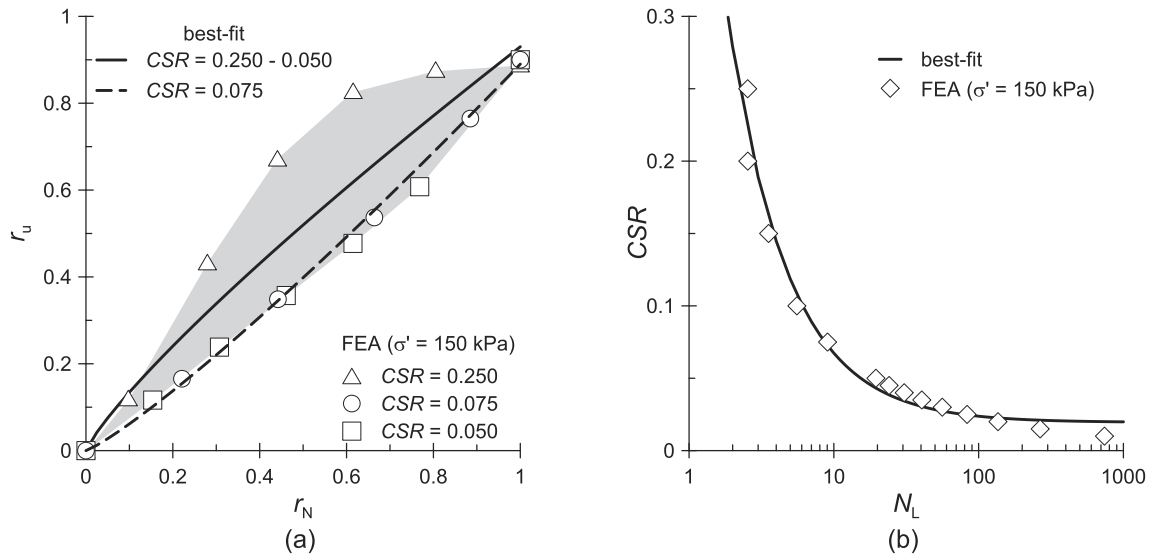 1
0.8
0.6
0.4
0.2
0
r_u
best-fit
CSR = 0.250 - 0.050
CSR = 0.075
FEA (σ' = 150 kPa)
CSR = 0.250
CSR = 0.075
CSR = 0.050
0 0.2 0.4 0.6 0.8 1
r_N
(a)
0.3
0.2
0.1
0
CSR
best-fit
FEA (σ' = 150 kPa)
1 10 100 1000
N_L
(b)